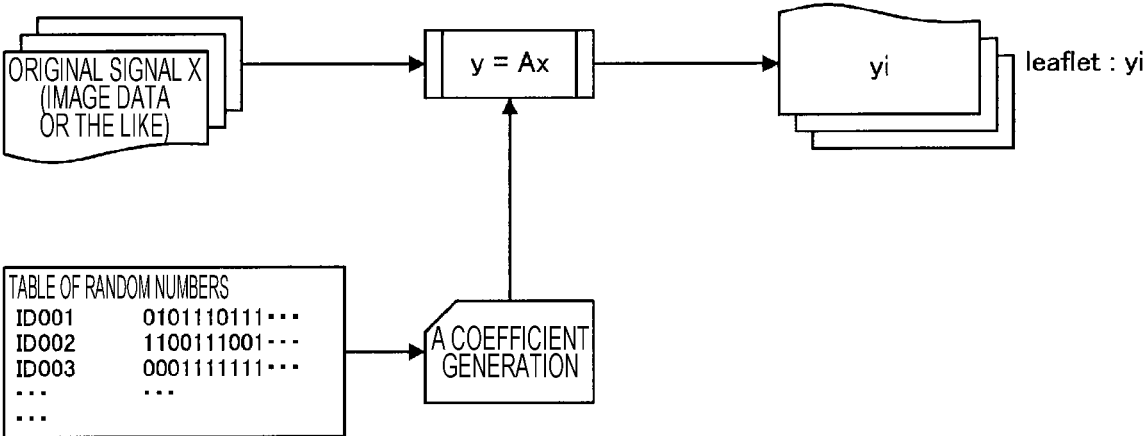 ORIGINAL SIGNAL X
(IMAGE DATA
OR THE LIKE)
y = Ax
yi
leaflet : yi
TABLE OF RANDOM NUMBERS
ID001 0101110111···
ID002 1100111001···
ID003 0001111111···
··· ···
···
A COEFFICIENT
GENERATION